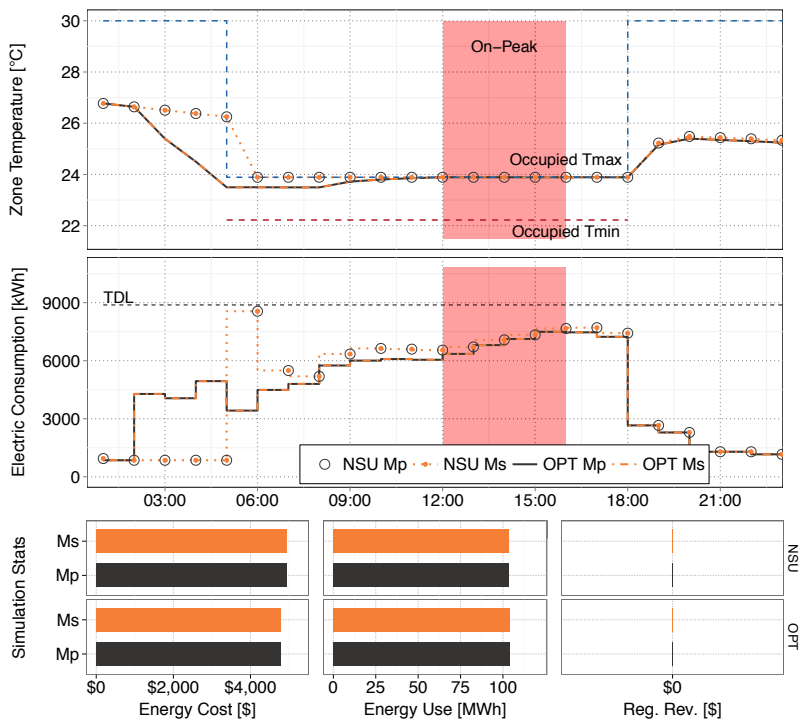 Zone Temperature [°C]
30
28
26
24
22
On−Peak
Occupied Tmax
Occupied Tmin
Electric Consumption [kWh]
9000
6000
3000
0
TDL
NSU Mp
NSU Ms
OPT Mp
OPT Ms
03:00
06:00
09:00
12:00
15:00
18:00
21:00
Simulation Stats
Ms
Mp
NSU
Ms
Mp
OPT
$0
$2,000
$4,000
0
25
50
75
100
$0
Energy Cost [$]
Energy Use [MWh]
Reg. Rev. [$]